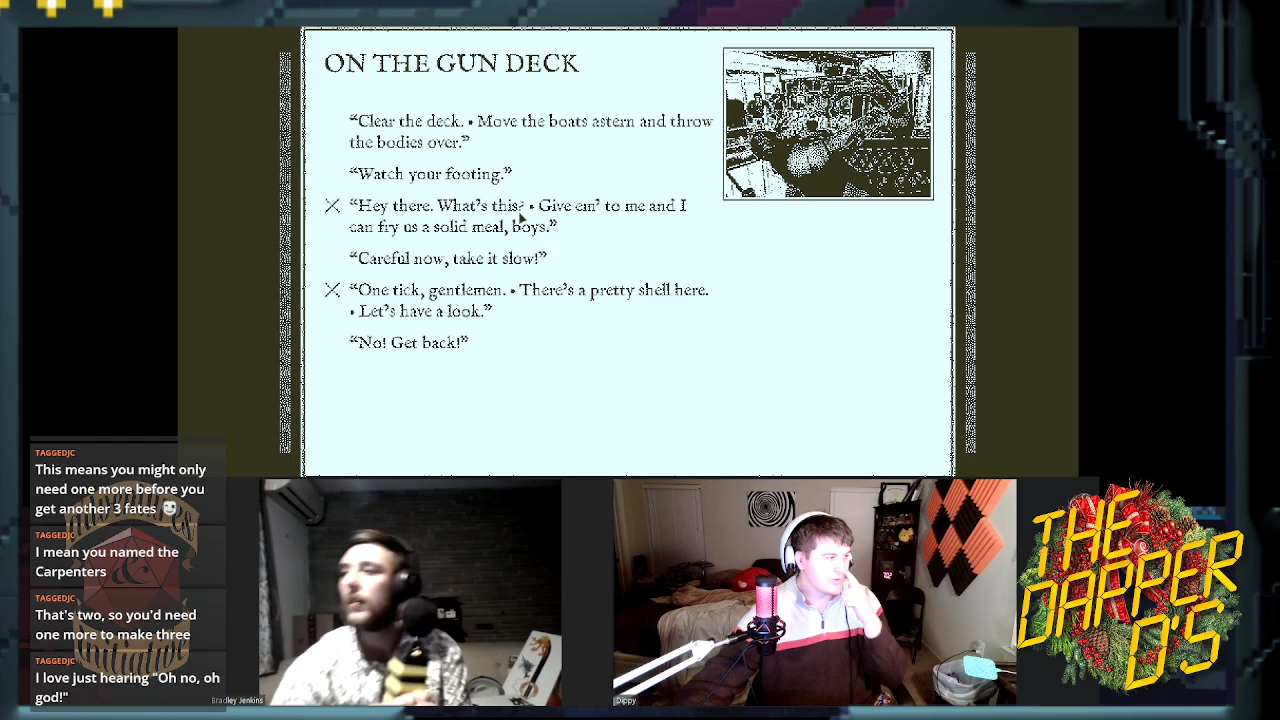 ON THE GUN DECK
“Clear the deck. • Move the boats astern and throw
the bodies over.”
“Watch your footing.”
“Hey there. What’s this? • Give em’ to me and I
can fry us a solid meal, boys.”
“Careful now, take it slow!”
“One tick, gentlemen. • There’s a pretty shell here.
• Let’s have a look.”
“No! Get back!”
TAGGEDJC
This means you might only
need one more before you
get another 3 fates
TAGGEDJC
I mean you named the
Carpenters
TAGGEDJC
That's two, so you'd need
one more to make three
TAGGEDJC
I love just hearing "Oh no, oh
god!"
Bradley Jenkins
Dippy
THE
DAPPER
D'S